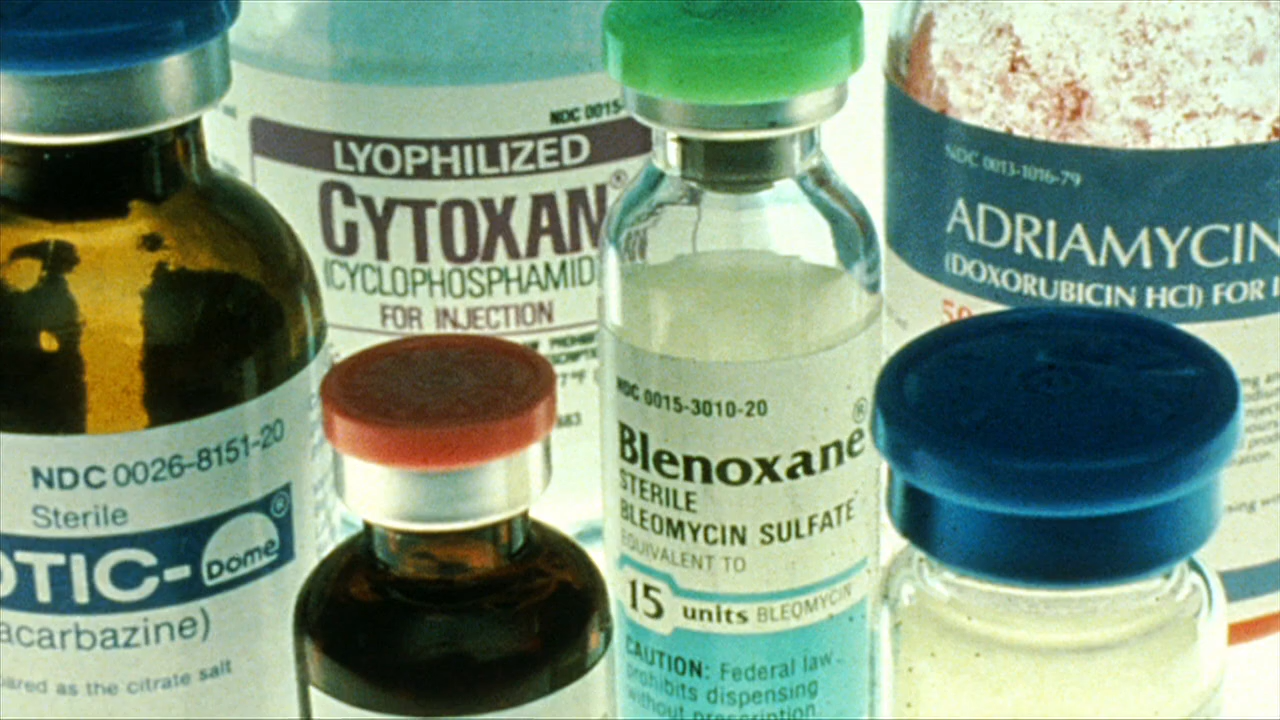 NDC 0026-8151-20
Sterile
OTIC-Dome®
acarbazine)
ared as the citrate salt
NDC 0015-
LYOPHILIZED
CYTOXAN®
(CYCLOPHOSPHAMID
FOR INJECTION
NDC 0015-3010-20
Blenoxane®
STERILE
BLEOMYCIN SULFATE
EQUIVALENT TO
15 units BLEOMYCIN
CAUTION: Federal law
prohibits dispensing
without prescription.
NDC 0013-1016-79
ADRIAMYCIN
(DOXORUBICIN HCl) FOR I